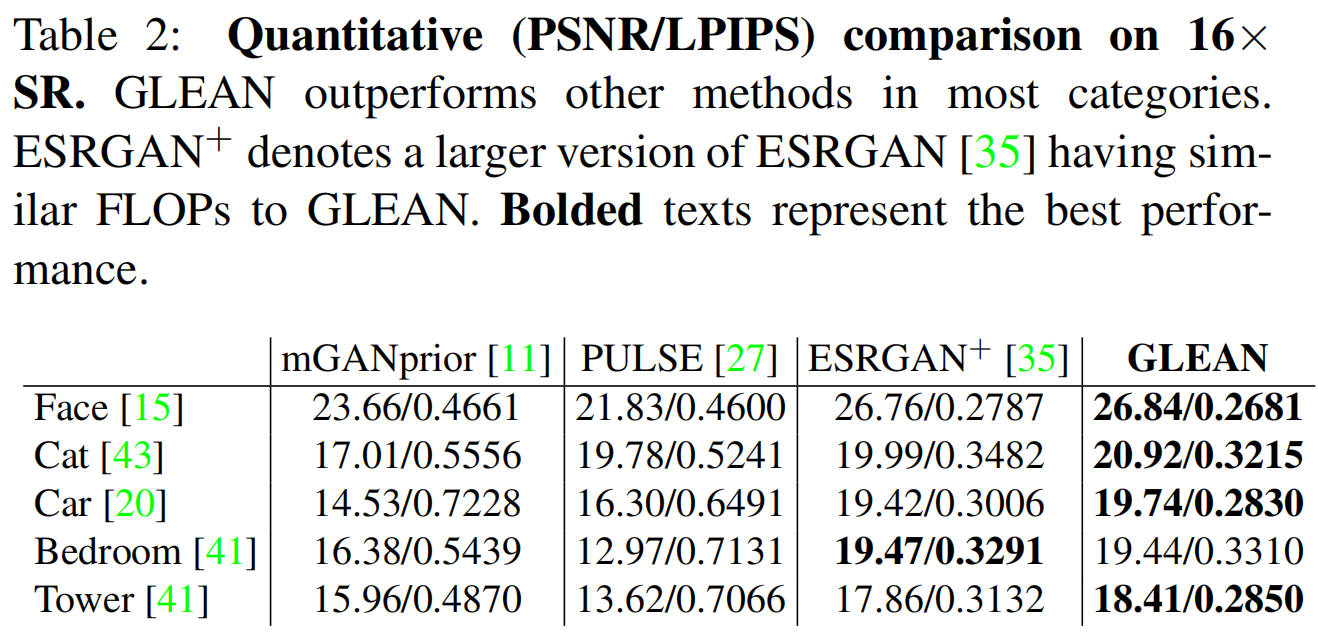 Table 2: Quantitative (PSNR/LPIPS) comparison on 16×
SR. GLEAN outperforms other methods in most categories.
ESRGAN+ denotes a larger version of ESRGAN [35] having sim-
ilar FLOPs to GLEAN. Bolded texts represent the best perfor-
mance.
mGANprior [11] PULSE [27] ESRGAN+ [35] GLEAN
Face [15] 23.66/0.4661 21.83/0.4600 26.76/0.2787 26.84/0.2681
Cat [43] 17.01/0.5556 19.78/0.5241 19.99/0.3482 20.92/0.3215
Car [20] 14.53/0.7228 16.30/0.6491 19.42/0.3006 19.74/0.2830
Bedroom [41] 16.38/0.5439 12.97/0.7131 19.47/0.3291 19.44/0.3310
Tower [41] 15.96/0.4870 13.62/0.7066 17.86/0.3132 18.41/0.2850